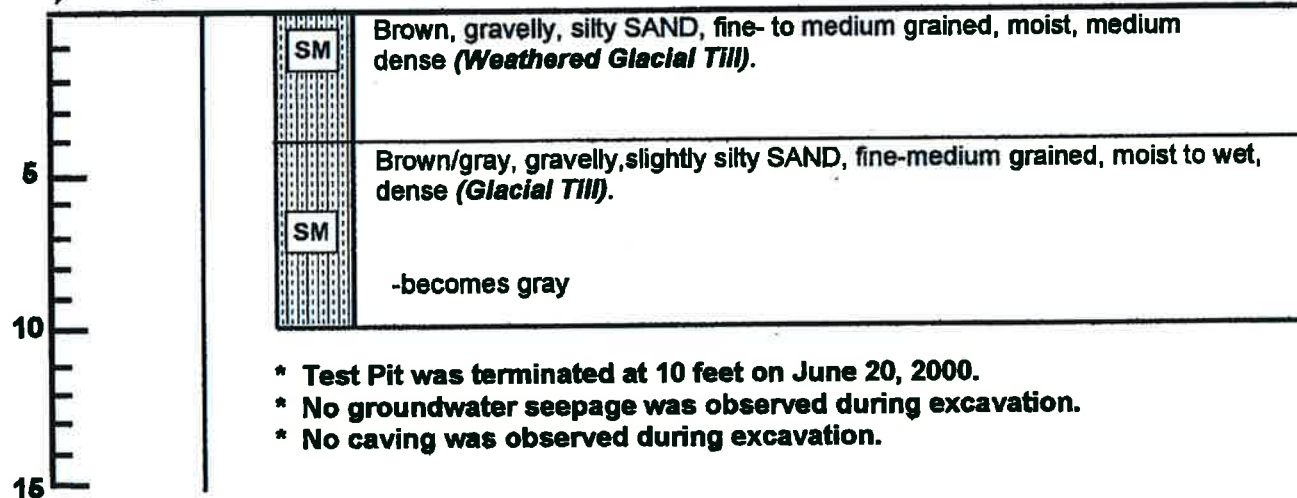 Brown, gravelly, silty SAND, fine- to medium grained, moist, medium
SM
dense (Weathered Glacial Till).
Brown/gray, gravelly,slightly silty SAND, fine-medium grained, moist to wet,
5
dense (Glacial Till).
SM
-becomes gray
10
* Test Pit was terminated at 10 feet on June 20, 2000.
* No groundwater seepage was observed during excavation.
* No caving was observed during excavation.
15